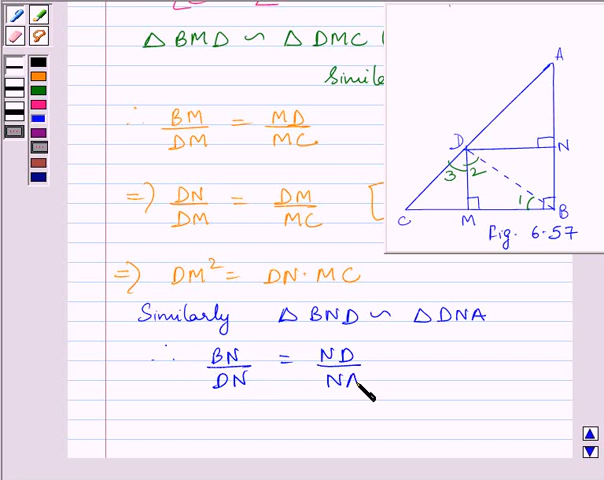 △ BMD ∽ △ DMC (
∴ BM/DM = MD/MC
⇒) DN/DM = DM/MC [
⇒) DM² = DN·MC
Similarly △ BND ∽ △ DNA
∴ BN/DN = ND/NA
A
D
N
3 2
1
C M B
Fig. 6.57